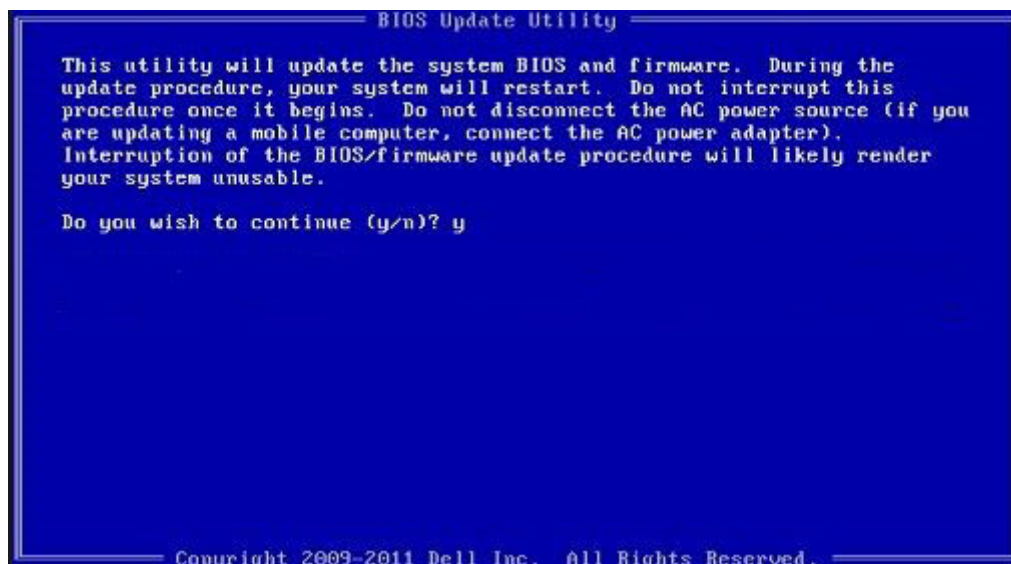 BIOS Update Utility
This utility will update the system BIOS and firmware. During the
update procedure, your system will restart. Do not interrupt this
procedure once it begins. Do not disconnect the AC power source (if you
are updating a mobile computer, connect the AC power adapter).
Interruption of the BIOS/firmware update procedure will likely render
your system unusable.
Do you wish to continue (y/n)? y
Copyright 2009-2011 Dell Inc. All Rights Reserved.